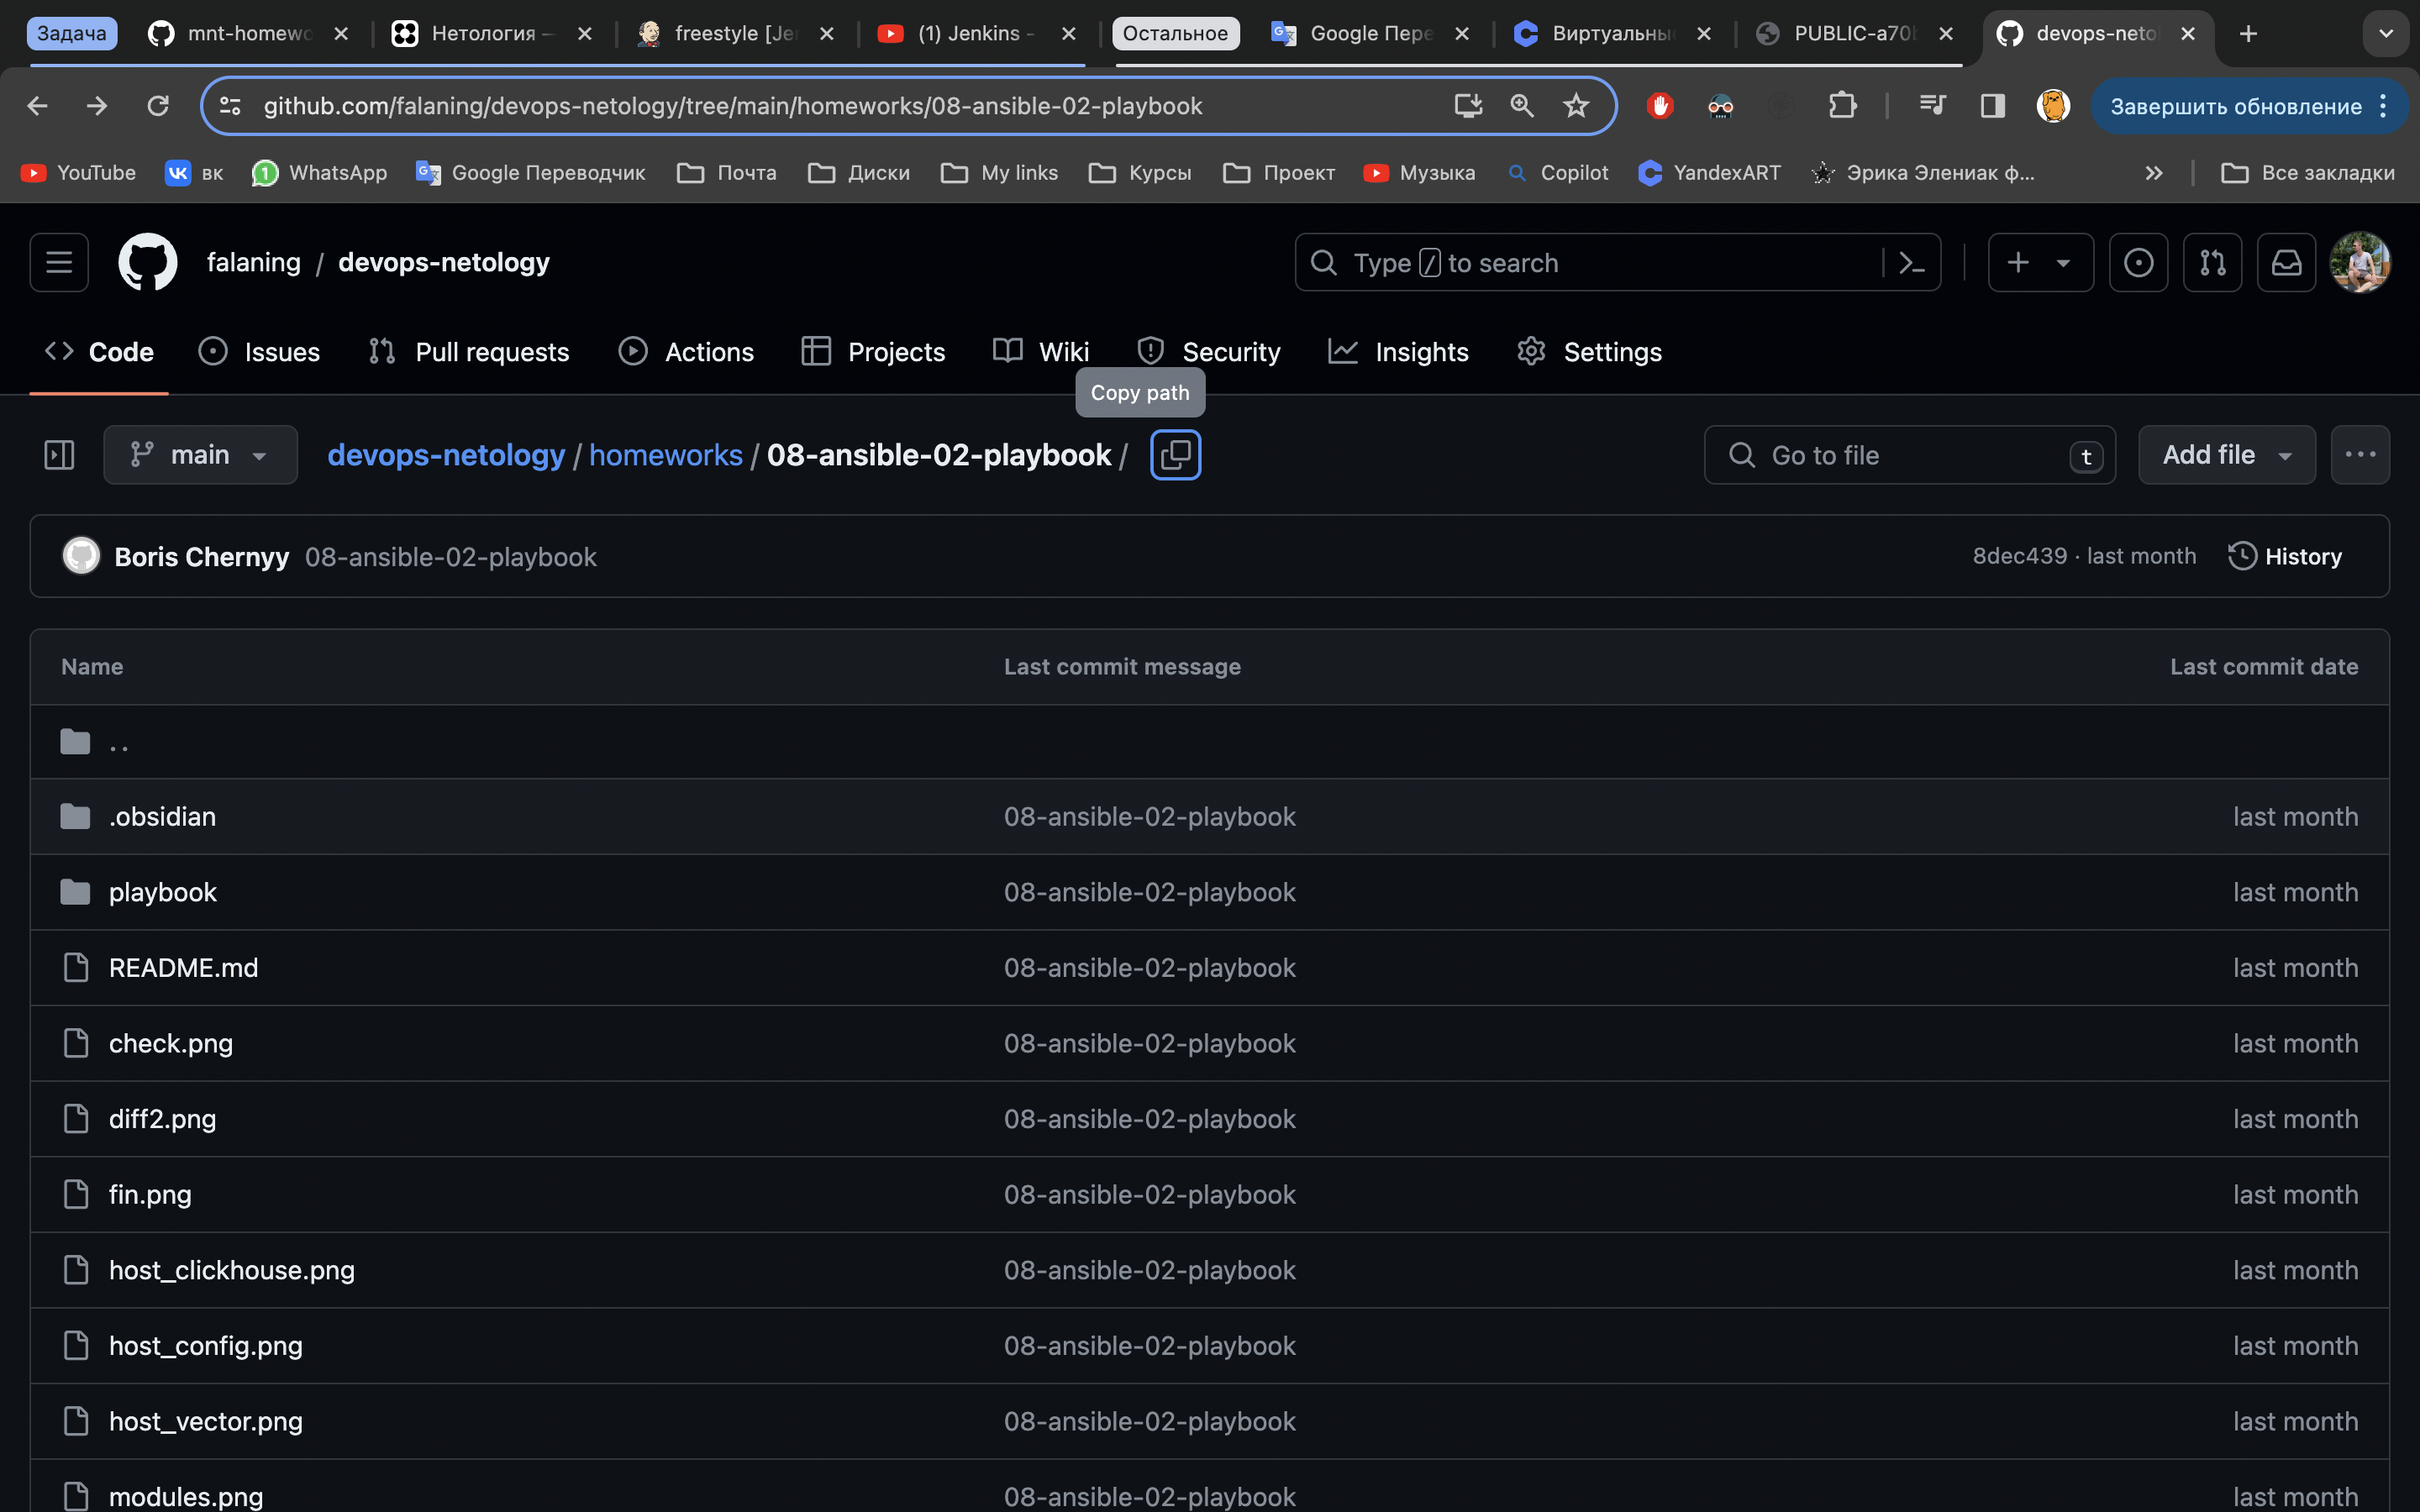 Задача mnt-homewo Нетология – freestyle [Je (1) Jenkins - Остальное Google Пере Виртуальны PUBLIC-a70b devops-neto
github.com/falaning/devops-netology/tree/main/homeworks/08-ansible-02-playbook Завершить обновление
YouTube вк WhatsApp Google Переводчик Почта Диски My links Курсы Проект Музыка Copilot YandexART Эрика Элениак ф... Все закладки
falaning / devops-netology Type / to search
Code Issues Pull requests Actions Projects Wiki Security Insights Settings
Copy path
main devops-netology / homeworks / 08-ansible-02-playbook / Go to file t Add file
Boris Chernyy 08-ansible-02-playbook 8dec439 · last month History
Name Last commit message Last commit date
..
.obsidian 08-ansible-02-playbook last month
playbook 08-ansible-02-playbook last month
README.md 08-ansible-02-playbook last month
check.png 08-ansible-02-playbook last month
diff2.png 08-ansible-02-playbook last month
fin.png 08-ansible-02-playbook last month
host_clickhouse.png 08-ansible-02-playbook last month
host_config.png 08-ansible-02-playbook last month
host_vector.png 08-ansible-02-playbook last month
modules.png 08-ansible-02-playbook last month